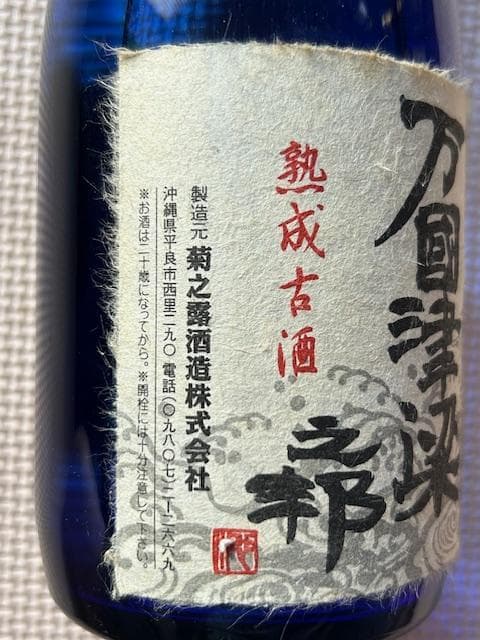 万國津梁
之邦
熟成古酒
製造元 菊之露酒造株式会社
沖縄県平良市西里二九〇 電話(〇九八〇七)二ー二六六九
※お酒は二十歳になってから。※開栓には十分注意して下さい。